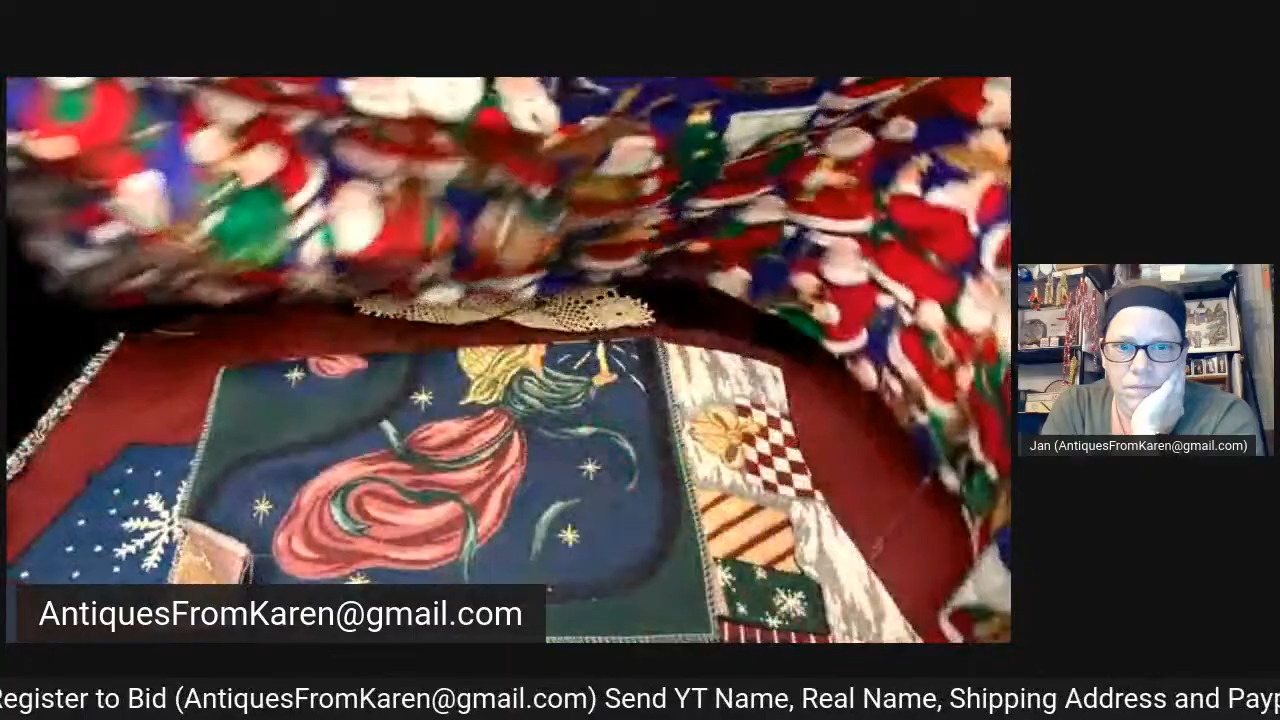 Jan (AntiquesFromKaren@gmail.com)
AntiquesFromKaren@gmail.com
Register to Bid (AntiquesFromKaren@gmail.com) Send YT Name, Real Name, Shipping Address and Payp